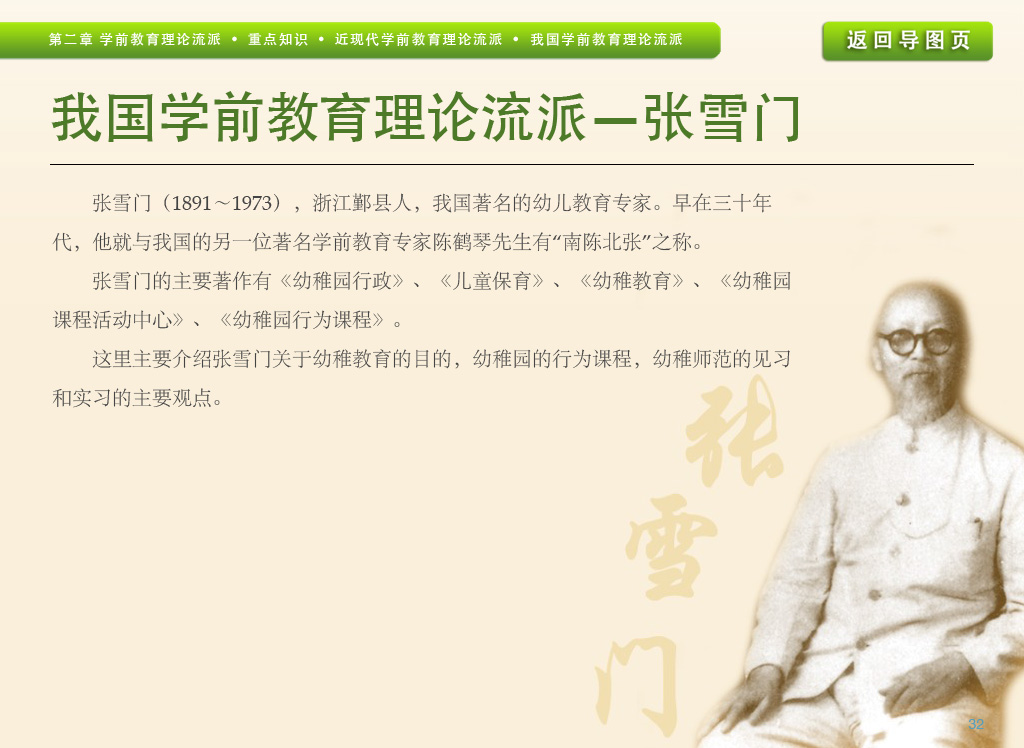 第二章 学前教育理论流派 • 重点知识 • 近现代学前教育理论流派 • 我国学前教育理论流派
返回导图页
我国学前教育理论流派—张雪门
张雪门（1891～1973），浙江鄞县人，我国著名的幼儿教育专家。早在三十年
代，他就与我国的另一位著名学前教育专家陈鹤琴先生有“南陈北张”之称。
张雪门的主要著作有《幼稚园行政》、《儿童保育》、《幼稚教育》、《幼稚园
课程活动中心》、《幼稚园行为课程》。
这里主要介绍张雪门关于幼稚教育的目的，幼稚园的行为课程，幼稚师范的见习
和实习的主要观点。
张
雪
门
32